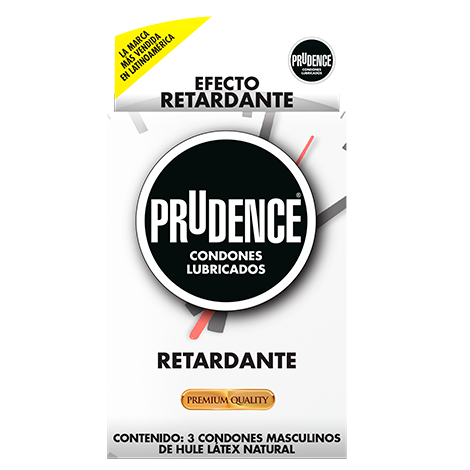 LA MARCA
MÁS VENDIDA
EN LATINOAMÉRICA
PRUDENCE
CONDONES
LUBRICADOS
EFECTO
RETARDANTE
PRUDENCE®
CONDONES
LUBRICADOS
RETARDANTE
PREMIUM QUALITY
CONTENIDO: 3 CONDONES MASCULINOS
DE HULE LÁTEX NATURAL